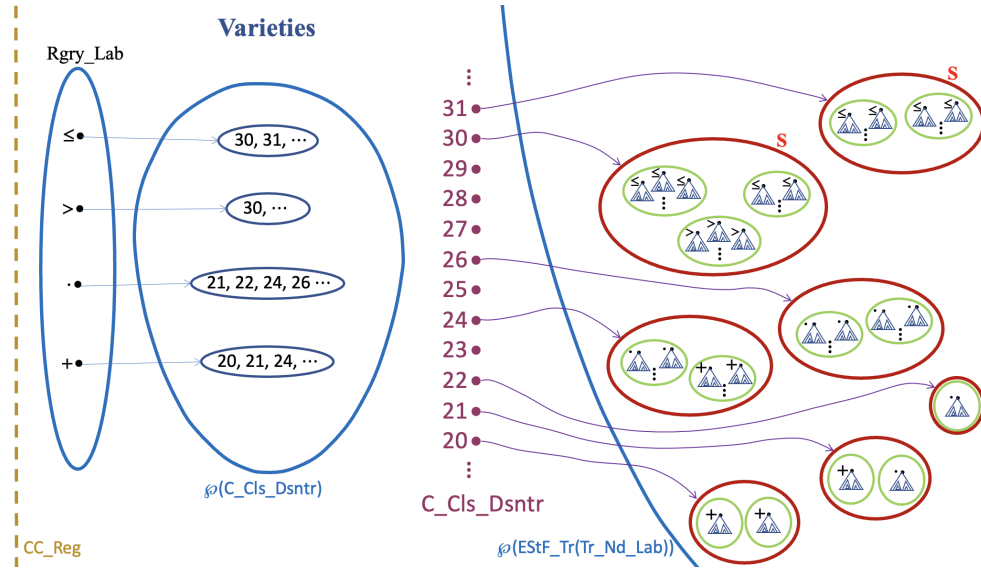 Varieties
Rgry_Lab
≤
30, 31, ···
>
30, ···
·
21, 22, 24, 26 ···
+
20, 21, 24, ···
℘(C_Cls_Dsntr)
CC_Reg
⋮
31
30
29
28
27
26
25
24
23
22
21
20
⋮
C_Cls_Dsntr
℘(EStF_Tr(Tr_Nd_Lab))
S
≤ ≤ ≤ ≤
⋮ ⋮
S
≤ ≤ ≤ ≤ ≤
⋮ ⋮
> > >
⋮
· · · ·
⋮ ⋮
· · + +
⋮ ⋮
·
+ ·
+ +